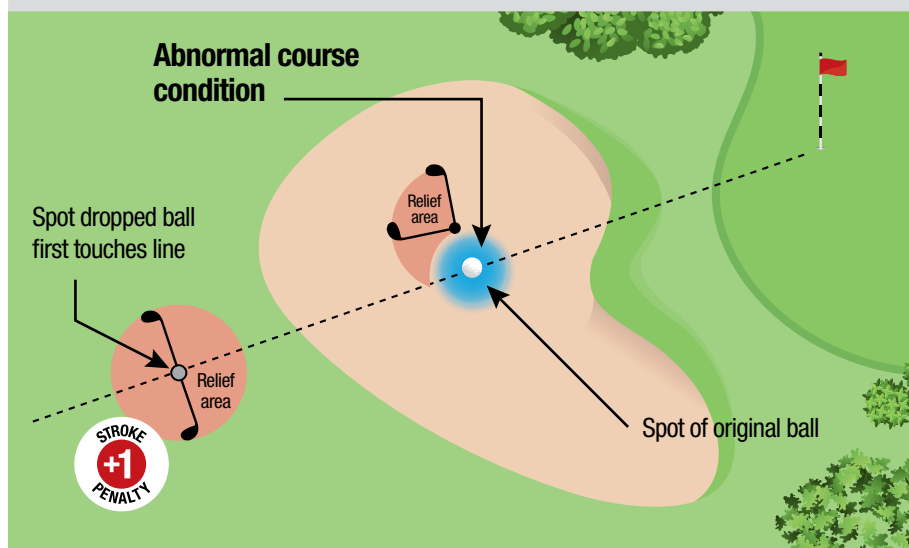 Abnormal course
condition
Relief
area
Spot dropped ball
first touches line
Relief
area
STROKE
+1
PENALTY
Spot of original ball